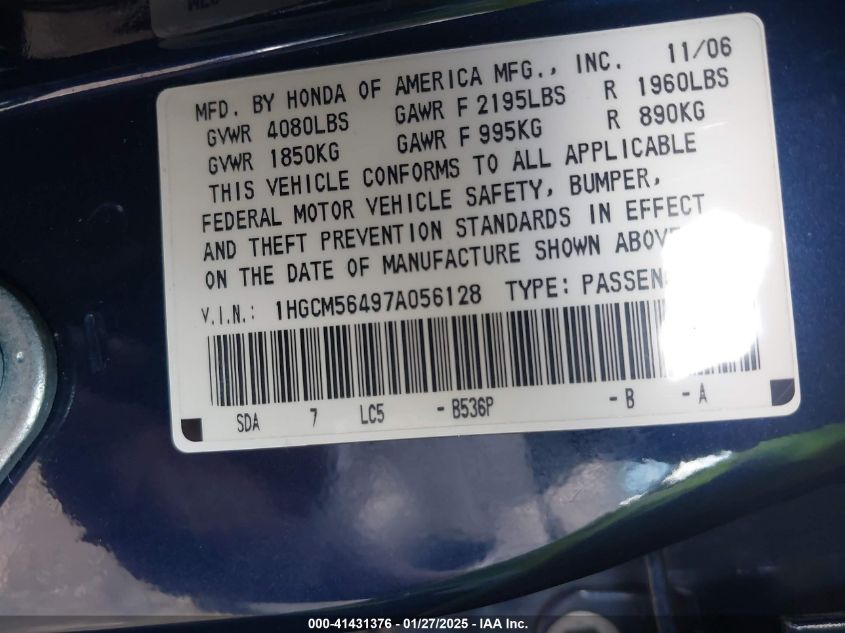 MFD. BY HONDA OF AMERICA MFG., INC. 11/06
GVWR 4080LBS GAWR F 2195LBS R 1960LBS
GVWR 1850KG GAWR F 995KG R 890KG
THIS VEHICLE CONFORMS TO ALL APPLICABLE
FEDERAL MOTOR VEHICLE SAFETY, BUMPER,
AND THEFT PREVENTION STANDARDS IN EFFECT
ON THE DATE OF MANUFACTURE SHOWN ABOVE
V.I.N.: 1HGCM56497A056128 TYPE: PASSEN
SDA 7 LC5 -B536P -B -A
000-41431376 - 01/27/2025 - IAA Inc.